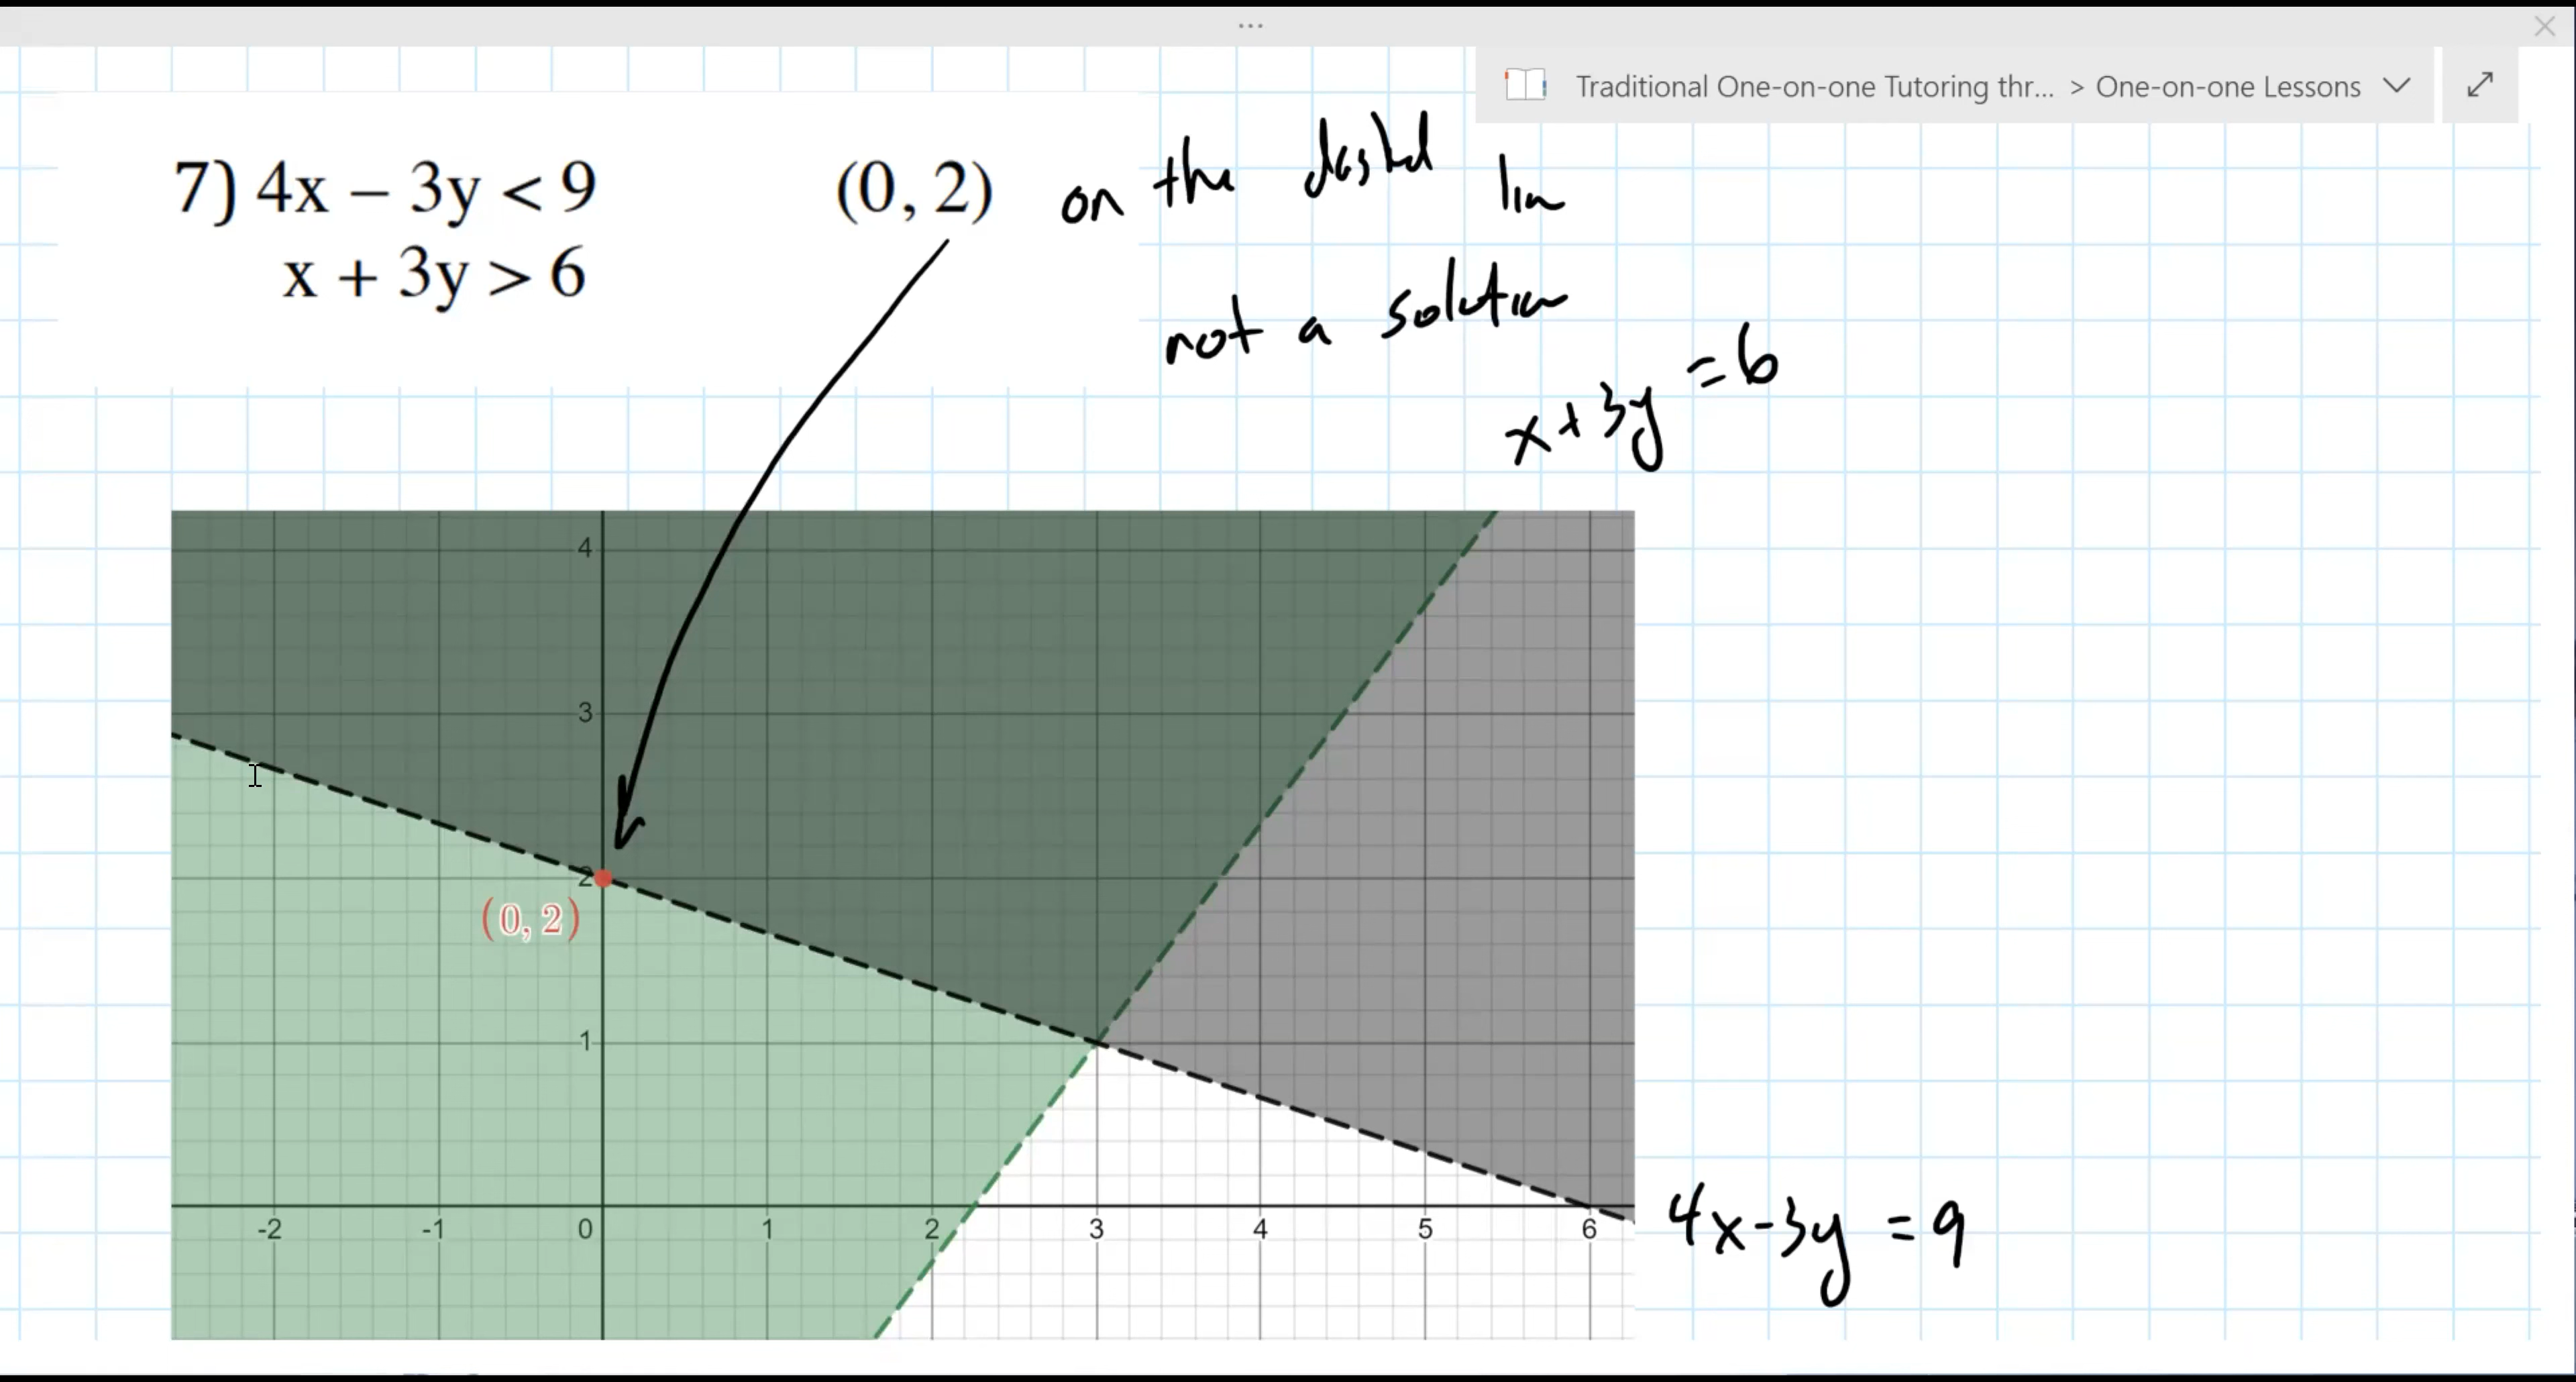 ...
Traditional One-on-one Tutoring thr... > One-on-one Lessons
7) 4x – 3y < 9 (0, 2) on the dashed line
x + 3y > 6
not a solution
x + 3y = 6
4
3
2
(0, 2)
1
-2 -1 0 1 2 3 4 5 6
4x - 3y = 9